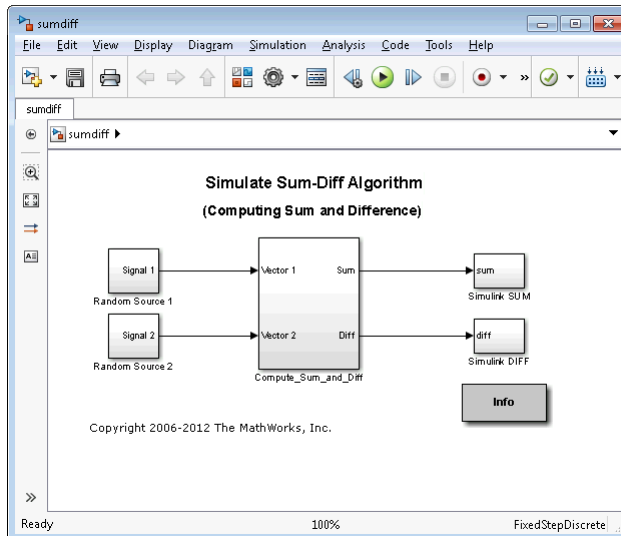 sumdiff
File Edit View Display Diagram Simulation Analysis Code Tools Help
sumdiff
sumdiff
Simulate Sum-Diff Algorithm
(Computing Sum and Difference)
Signal 1
Vector 1
Sum
sum
Random Source 1
Simulink SUM
Signal 2
Vector 2
Diff
diff
Random Source 2
Simulink DIFF
Compute_Sum_and_Diff
Info
Copyright 2006-2012 The MathWorks, Inc.
Ready 100% FixedStepDiscrete